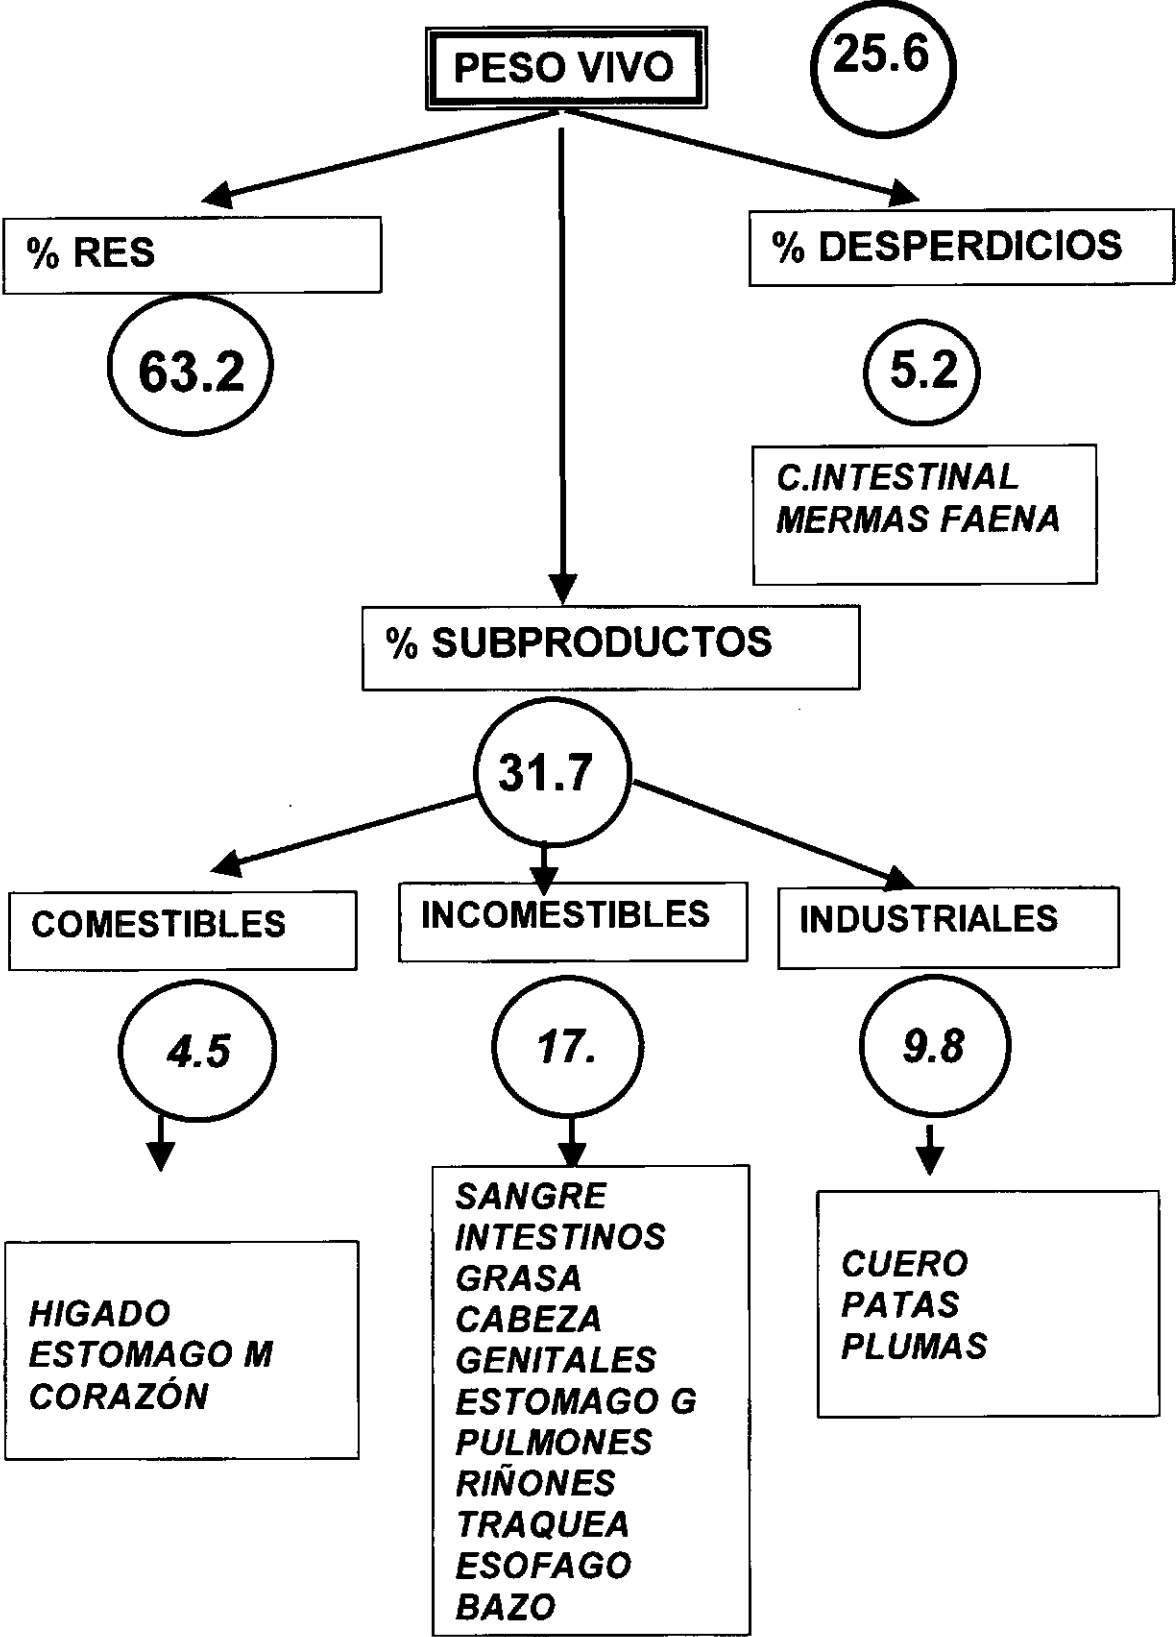 PESO VIVO
25.6
% RES
63.2
% DESPERDICIOS
5.2
C.INTESTINAL
MERMAS FAENA
% SUBPRODUCTOS
31.7
COMESTIBLES
4.5
HIGADO
ESTOMAGO M
CORAZÓN
INCOMESTIBLES
17.
SANGRE
INTESTINOS
GRASA
CABEZA
GENITALES
ESTOMAGO G
PULMONES
RIÑONES
TRAQUEA
ESOFAGO
BAZO
INDUSTRIALES
9.8
CUERO
PATAS
PLUMAS